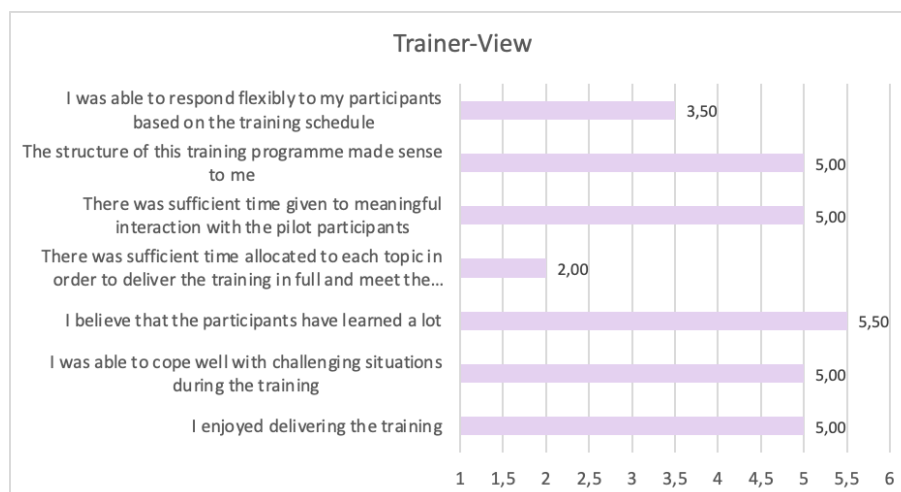 Trainer-View
I was able to respond flexibly to my participants
based on the training schedule
3,50
The structure of this training programme made sense
to me
5,00
There was sufficient time given to meaningful
interaction with the pilot participants
5,00
There was sufficient time allocated to each topic in
order to deliver the training in full and meet the...
2,00
I believe that the participants have learned a lot
5,50
I was able to cope well with challenging situations
during the training
5,00
I enjoyed delivering the training
5,00
1 1,5 2 2,5 3 3,5 4 4,5 5 5,5 6